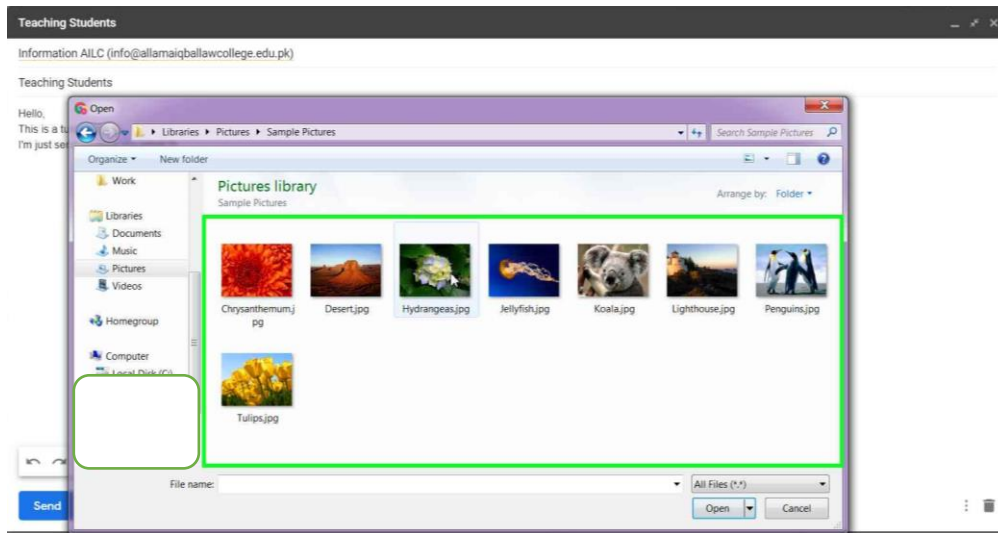 Teaching Students
Information AILC (info@allamaiqballawcollege.edu.pk)
Teaching Students
Hello,
This is a tu
I'm just se
Open
Libraries Pictures Sample Pictures
Search Sample Pictures
Organize New folder
Work
Libraries
Documents
Music
Pictures
Videos
Homegroup
Computer
Local Disk (C:)
Pictures library
Sample Pictures
Arrange by: Folder
Chrysanthemum.j
pg
Desert.jpg
Hydrangeas.jpg
Jellyfish.jpg
Koala.jpg
Lighthouse.jpg
Penguins.jpg
Tulips.jpg
File name:
All Files (*.*)
Open
Cancel
Send